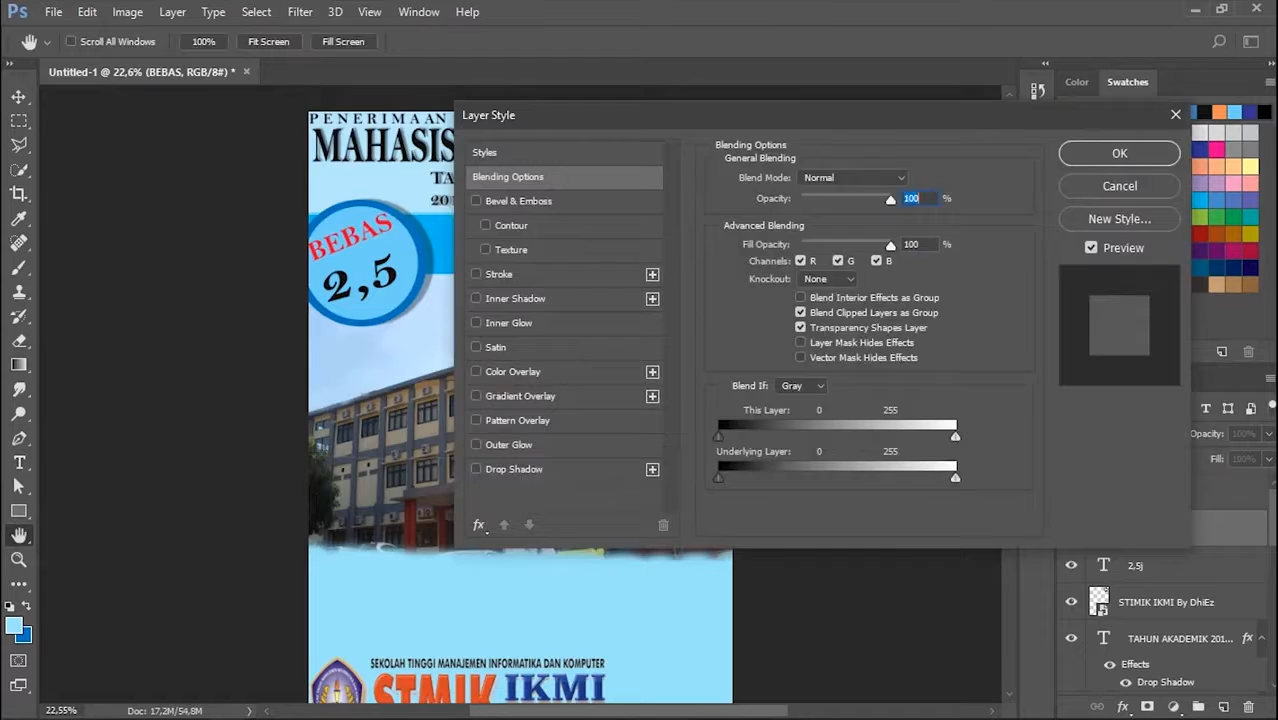 Ps File Edit Image Layer Type Select Filter 3D View Window Help
Scroll All Windows 100% Fit Screen Fill Screen
Untitled-1 @ 22,6% (BEBAS, RGB/8#) * ×
Color Swatches
PENERIMAAN
MAHASIS
TA
20
BEBAS
2,5
Layer Style
Styles
Blending Options
Bevel & Emboss
Contour
Texture
Stroke
Inner Shadow
Inner Glow
Satin
Color Overlay
Gradient Overlay
Pattern Overlay
Outer Glow
Drop Shadow
fx
Blending Options
General Blending
Blend Mode: Normal
Opacity: 100 %
Advanced Blending
Fill Opacity: 100 %
Channels: R G B
Knockout: None
Blend Interior Effects as Group
Blend Clipped Layers as Group
Transparency Shapes Layer
Layer Mask Hides Effects
Vector Mask Hides Effects
Blend If: Gray
This Layer: 0 255
Underlying Layer: 0 255
OK
Cancel
New Style...
Preview
Opacity: 100%
Fill: 100%
T 2,5j
STIMIK IKMI By DhiEz
T TAHUN AKADEMIK 201... fx
Effects
Drop Shadow
SEKOLAH TINGGI MANAJEMEN INFORMATIKA DAN KOMPUTER
STMIK IKMI
22,55% Doc: 17,2M/54,8M
fx